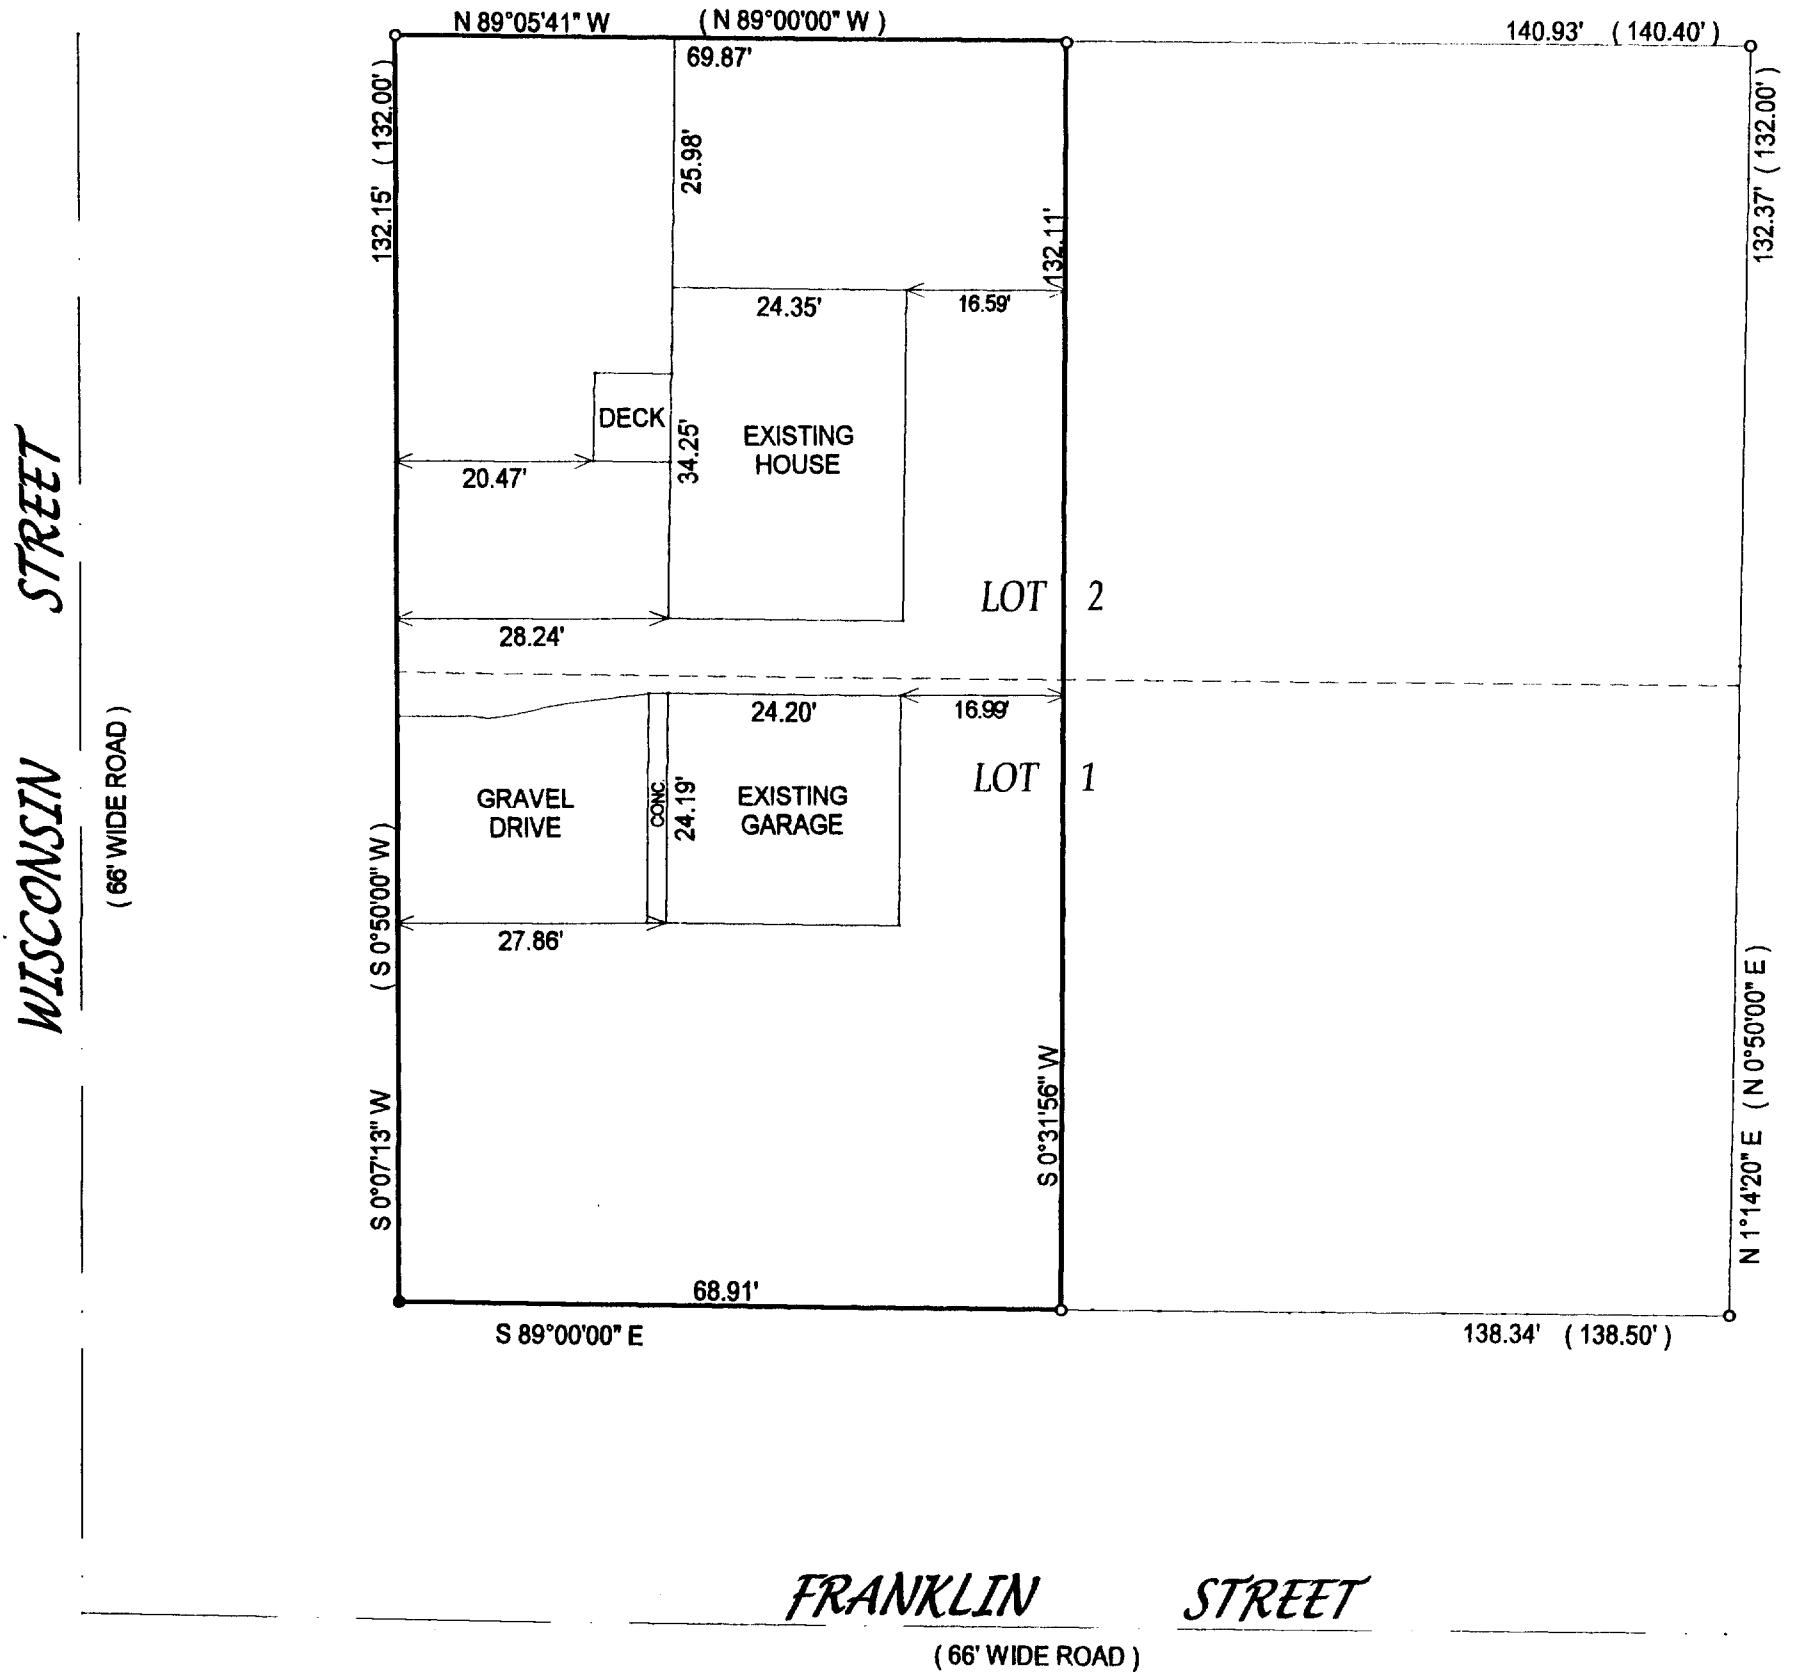 N 89°05'41" W ( N 89°00'00" W )
140.93' ( 140.40' )
69.87'
132.15' ( 132.00' )
25.98'
132.11'
132.37' ( 132.00' )
24.35'
16.59'
DECK
34.25'
EXISTING
HOUSE
20.47'
28.24'
LOT 2
WISCONSIN STREET
( 66' WIDE ROAD )
24.20'
16.99'
LOT 1
GRAVEL
DRIVE
CONC.
24.19'
EXISTING
GARAGE
27.86'
S 0°07'13" W ( S 0°50'00" W )
S 0°31'56" W
N 1°14'20" E ( N 0°50'00" E )
68.91'
S 89°00'00" E
138.34' ( 138.50' )
FRANKLIN STREET
( 66' WIDE ROAD )